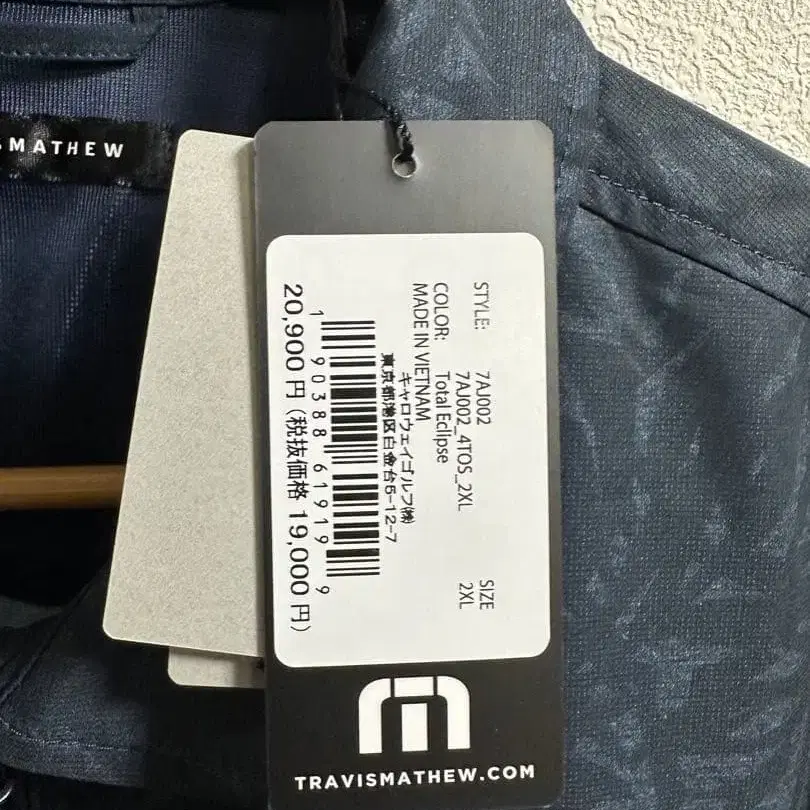 SMATHEW
STYLE: 7AJ002 SIZE
7AJ002_4TOS_2XL 2XL
COLOR: Total Eclipse
MADE IN VIETNAM
キャロウェイゴルフ㈱
東京都港区白金台5-12-7
1 90388 61919 9
20,900円(税抜価格 19,000円)
TRAVISMATHEW.COM